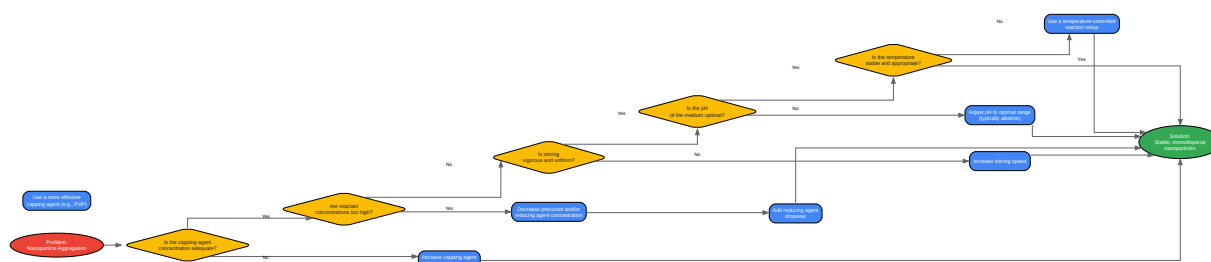 No
Use a temperature-controlled
reaction setup
Is the temperature
stable and appropriate?
Yes
Yes
Is the pH
of the medium optimal?
No
Adjust pH to optimal range
(typically alkaline)
Yes
Solution:
Stable, monodisperse
nanoparticles
Is stirring
vigorous and uniform?
No
Increase stirring speed
No
Use a more effective
capping agent (e.g., PVP)
Are reactant
concentrations too high?
Yes
Decrease precursor and/or
reducing agent concentration
Add reducing agent
dropwise
Yes
Problem:
Nanoparticle Aggregation
Is the capping agent
concentration adequate?
No
Increase capping agent